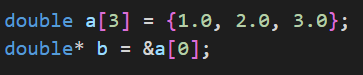 double a[3] = {1.0, 2.0, 3.0};
double* b = &a[0];